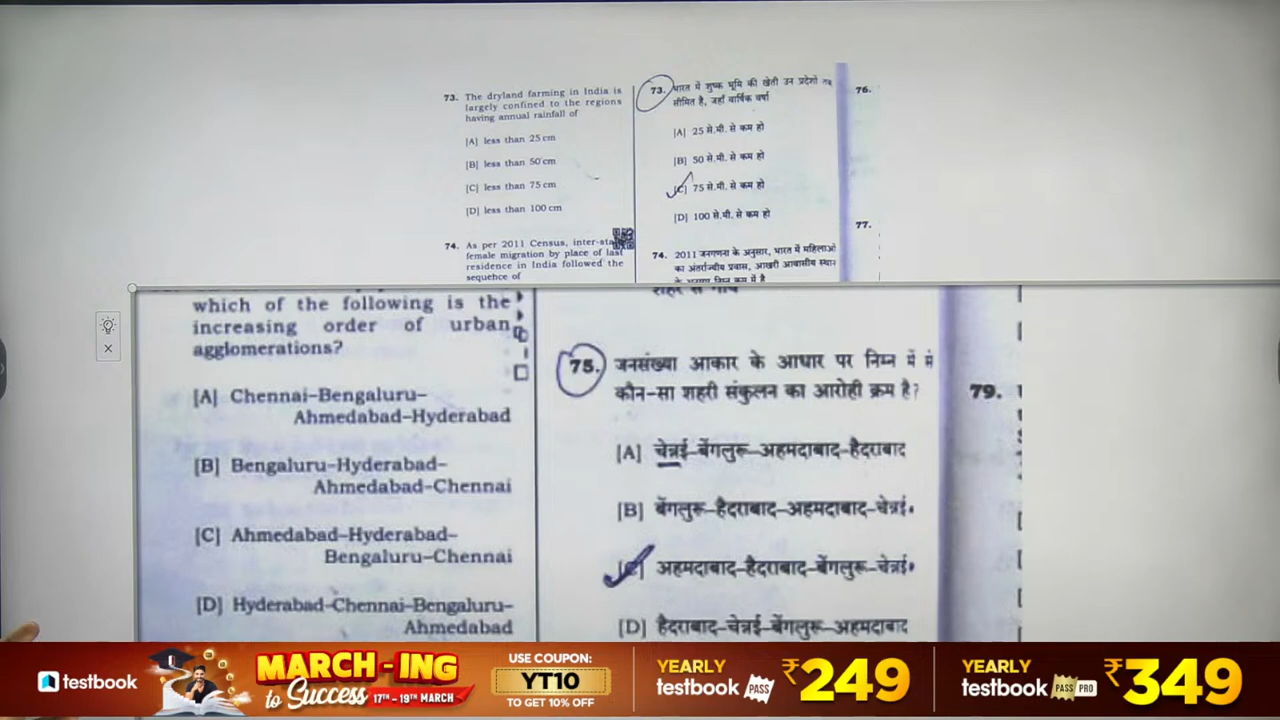 73. The dryland farming in India is
largely confined to the regions
having annual rainfall of
[A] less than 25 cm
[B] less than 50 cm
[C] less than 75 cm
[D] less than 100 cm
74. As per 2011 Census,
female migration by place of last
residence in India followed the
sequence of
73. भारत में शुष्क भूमि की खेती उन प्रदेशों
सीमित है, जहाँ वार्षिक वर्षा
[A] 25 से.मी. से कम हो
[B] 50 से.मी. से कम हो
[C] 75 से.मी. से कम हो
[D] 100 से.मी. से कम हो
74. 2011 जनगणना के अनुसार, भारत में महिलाओं
का अंतर्राज्यीय प्रवास, आखरी आवासीय स्थान
76.
77.
which of the following is the
increasing order of urban
agglomerations?
[A] Chennai–Bengaluru–
Ahmedabad–Hyderabad
[B] Bengaluru–Hyderabad–
Ahmedabad–Chennai
[C] Ahmedabad–Hyderabad–
Bengaluru–Chennai
[D] Hyderabad–Chennai–Bengaluru–
Ahmedabad
75. जनसंख्या आकार के आधार पर निम्न में से
कौन-सा शहरी संकुलन का आरोही क्रम है?
[A] चेन्नई–बेंगलुरू–अहमदाबाद–हैदराबाद
[B] बेंगलुरू–हैदराबाद–अहमदाबाद–चेन्नई
[C] अहमदाबाद–हैदराबाद–बेंगलुरू–चेन्नई
[D] हैदराबाद–चेन्नई–बेंगलुरू–अहमदाबाद
79.
testbook
MARCH-ING
to Success 17TH - 19TH MARCH
USE COUPON:
YT10
TO GET 10% OFF
YEARLY
testbook PASS
₹249
YEARLY
testbook PASS PRO
₹349